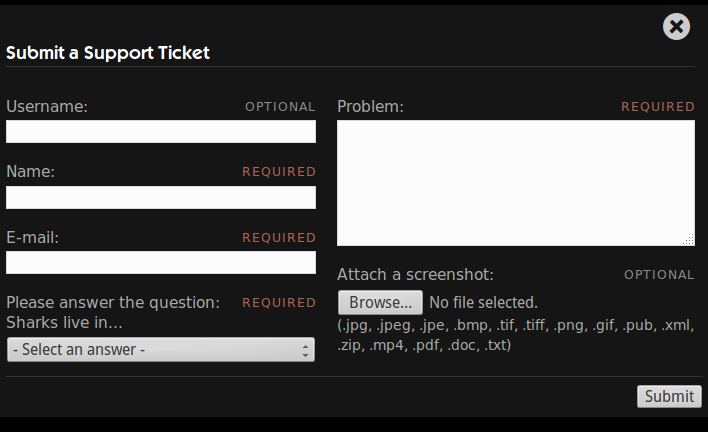 Submit a Support Ticket
Username: OPTIONAL
Name: REQUIRED
E-mail: REQUIRED
Please answer the question: REQUIRED
Sharks live in...
- Select an answer -
Problem: REQUIRED
Attach a screenshot: OPTIONAL
Browse... No file selected.
(.jpg, .jpeg, .jpe, .bmp, .tif, .tiff, .png, .gif, .pub, .xml,
.zip, .mp4, .pdf, .doc, .txt)
Submit